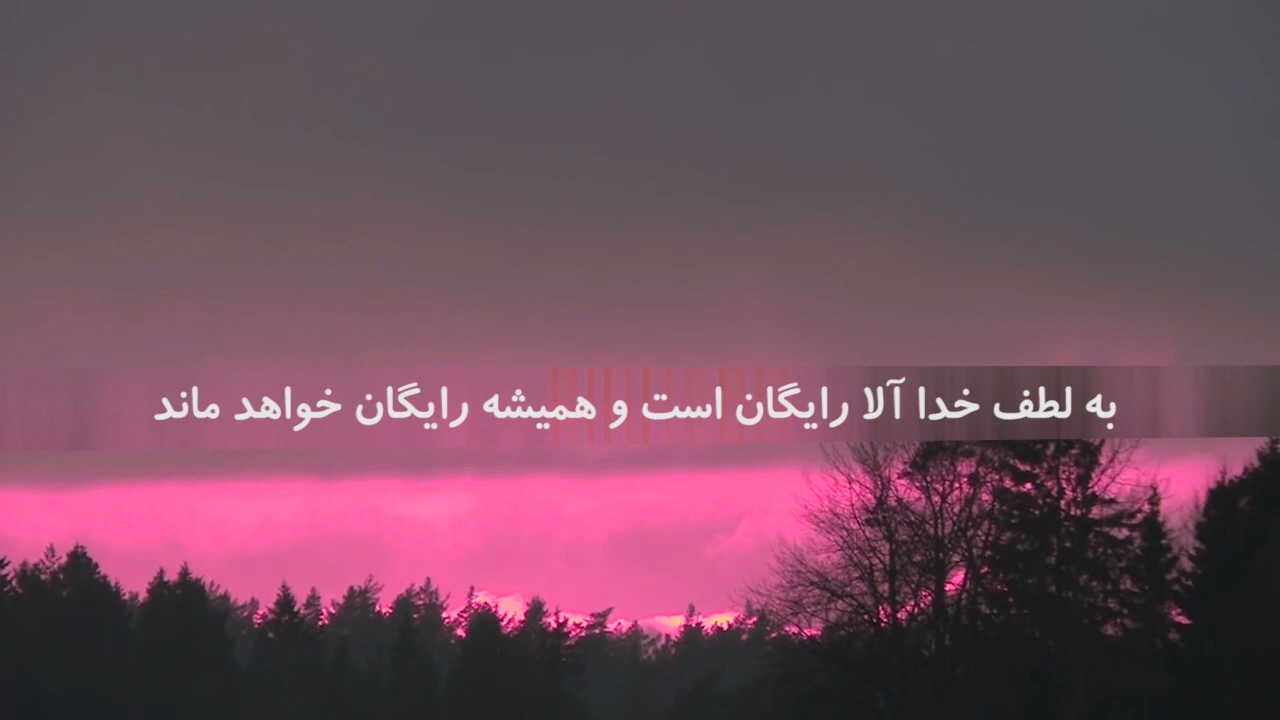 به لطف خدا آلا رایگان است و همیشه رایگان خواهد ماند